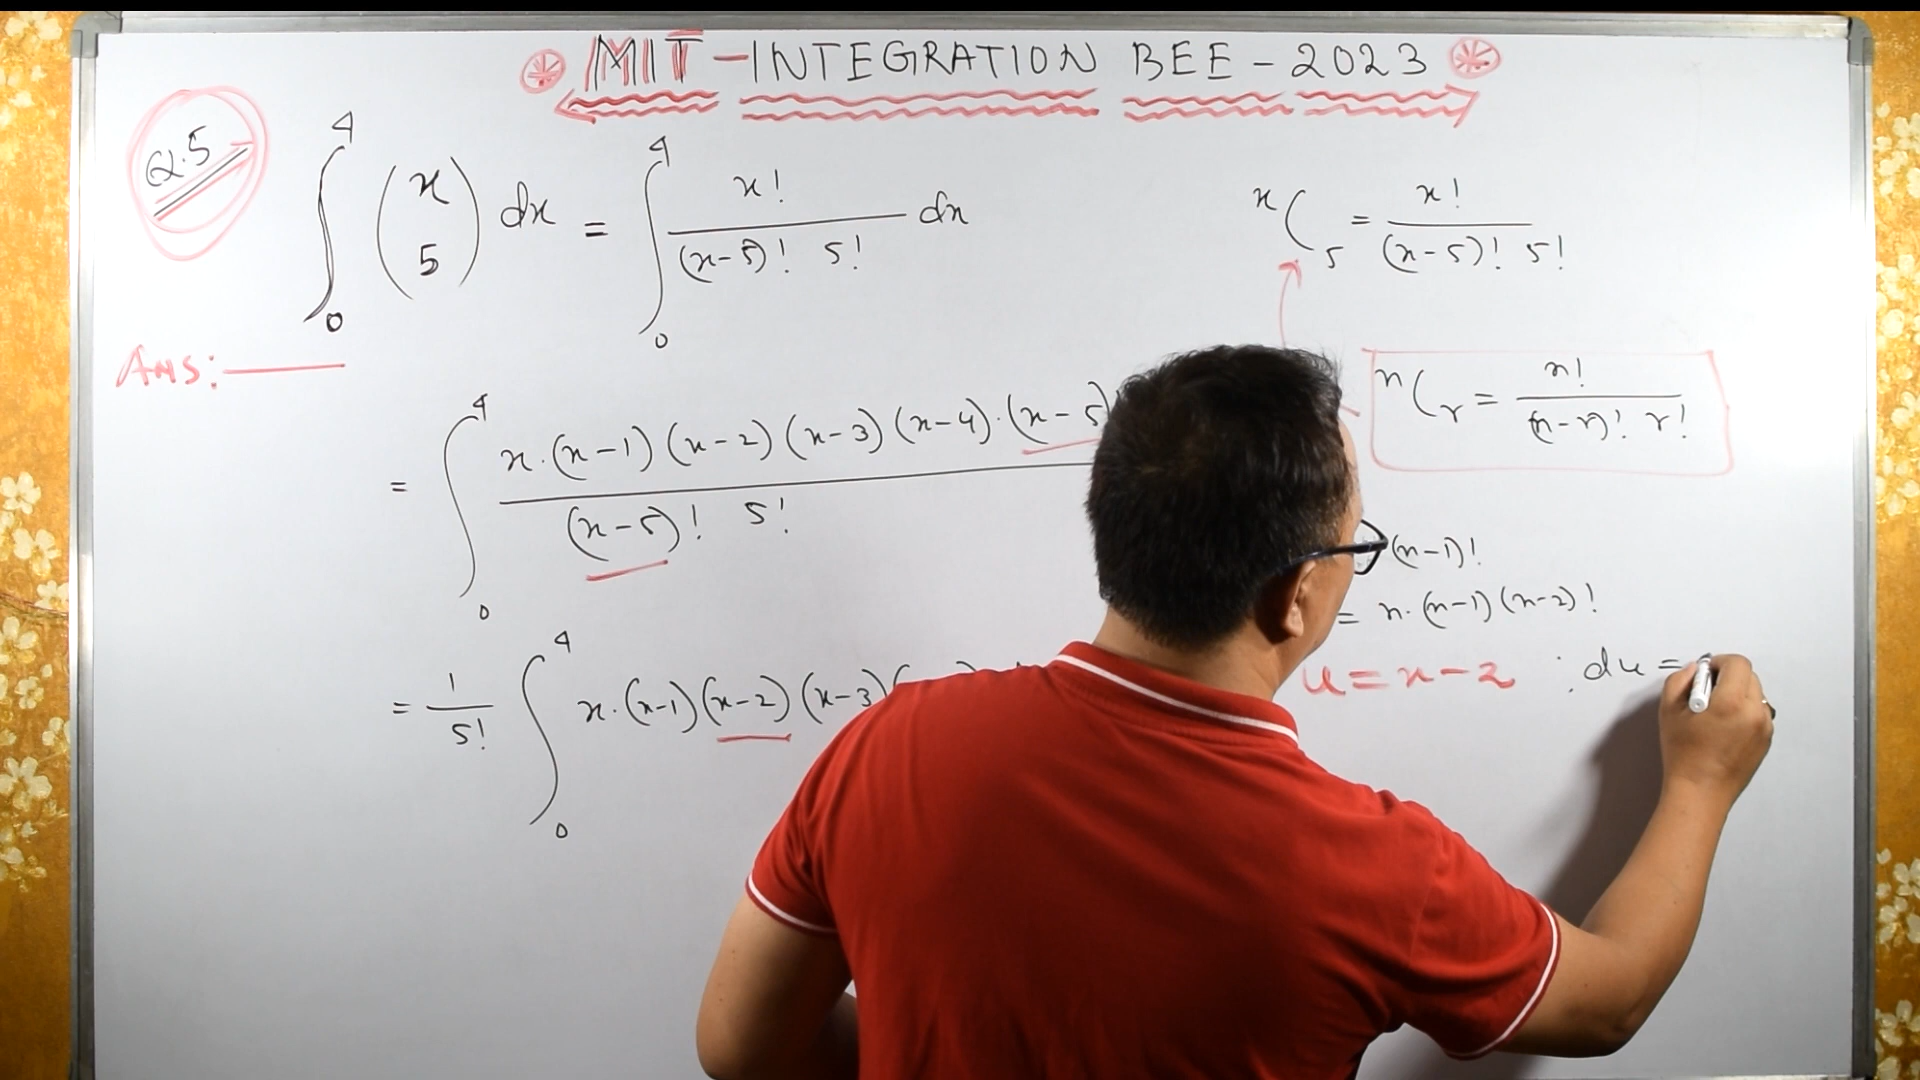 MIT - INTEGRATION BEE - 2023
Q.5
∫₀⁴ (x 5) dx = ∫₀⁴ x! / (x-5)! 5! dx
ˣC₅ = x! / (x-5)! 5!
Ans:
ⁿCᵣ = n! / (n-r)! r!
= ∫₀⁴ x.(x-1)(x-2)(x-3)(x-4).(x-5) / (x-5)! 5!
(n-1)!
= n.(n-1)(n-2)!
= 1/5! ∫₀⁴ x.(x-1)(x-2)(x-3)
u = x-2 ; du =